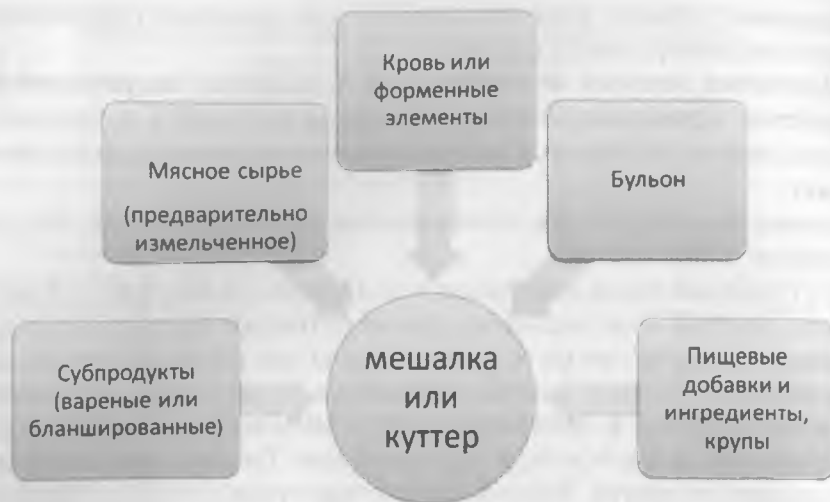 Кровь или
форменные
элементы
Мясное сырье
(предварительно
измельченное)
Бульон
Субпродукты
(вареные или
бланшированные)
мешалка
или
куттер
Пищевые
добавки и
ингредиенты,
крупы